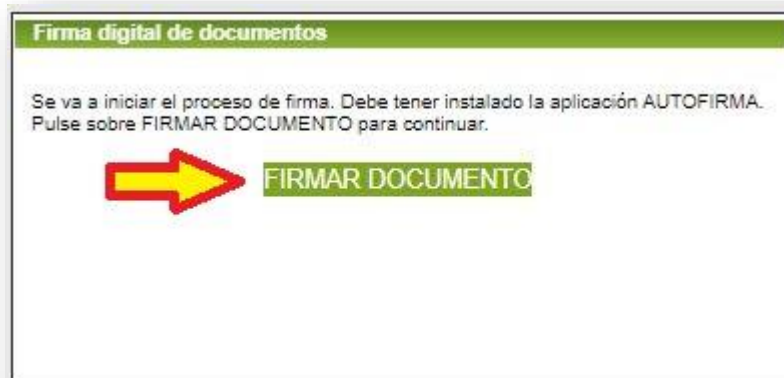 Firma digital de documentos
Se va a iniciar el proceso de firma. Debe tener instalado la aplicación AUTOFIRMA.
Pulse sobre FIRMAR DOCUMENTO para continuar.
FIRMAR DOCUMENTO